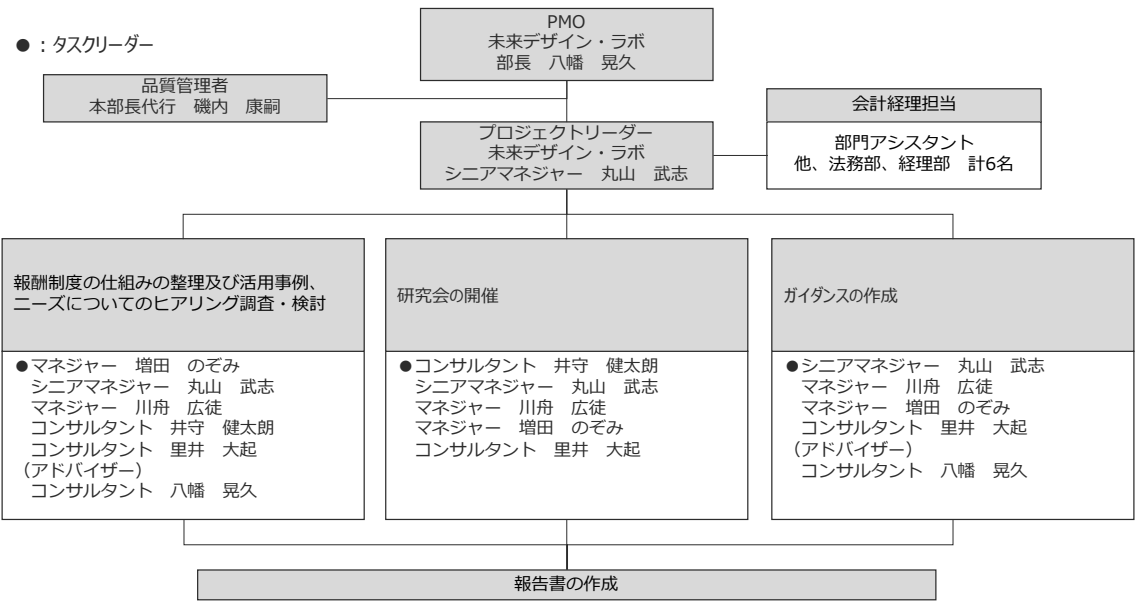 ●：タスクリーダー
PMO
未来デザイン・ラボ
部長　八幡　晃久
品質管理者
本部長代行　磯内　康嗣
プロジェクトリーダー
未来デザイン・ラボ
シニアマネジャー　丸山　武志
会計経理担当
部門アシスタント
他、法務部、経理部　計6名
報酬制度の仕組みの整理及び活用事例、
ニーズについてのヒアリング調査・検討
●マネジャー　増田　のぞみ
シニアマネジャー　丸山　武志
マネジャー　川舟　広徒
コンサルタント　井守　健太朗
コンサルタント　里井　大起
（アドバイザー）
コンサルタント　八幡　晃久
研究会の開催
●コンサルタント　井守　健太朗
シニアマネジャー　丸山　武志
マネジャー　川舟　広徒
マネジャー　増田　のぞみ
コンサルタント　里井　大起
ガイダンスの作成
●シニアマネジャー　丸山　武志
マネジャー　川舟　広徒
マネジャー　増田　のぞみ
コンサルタント　里井　大起
（アドバイザー）
コンサルタント　八幡　晃久
報告書の作成